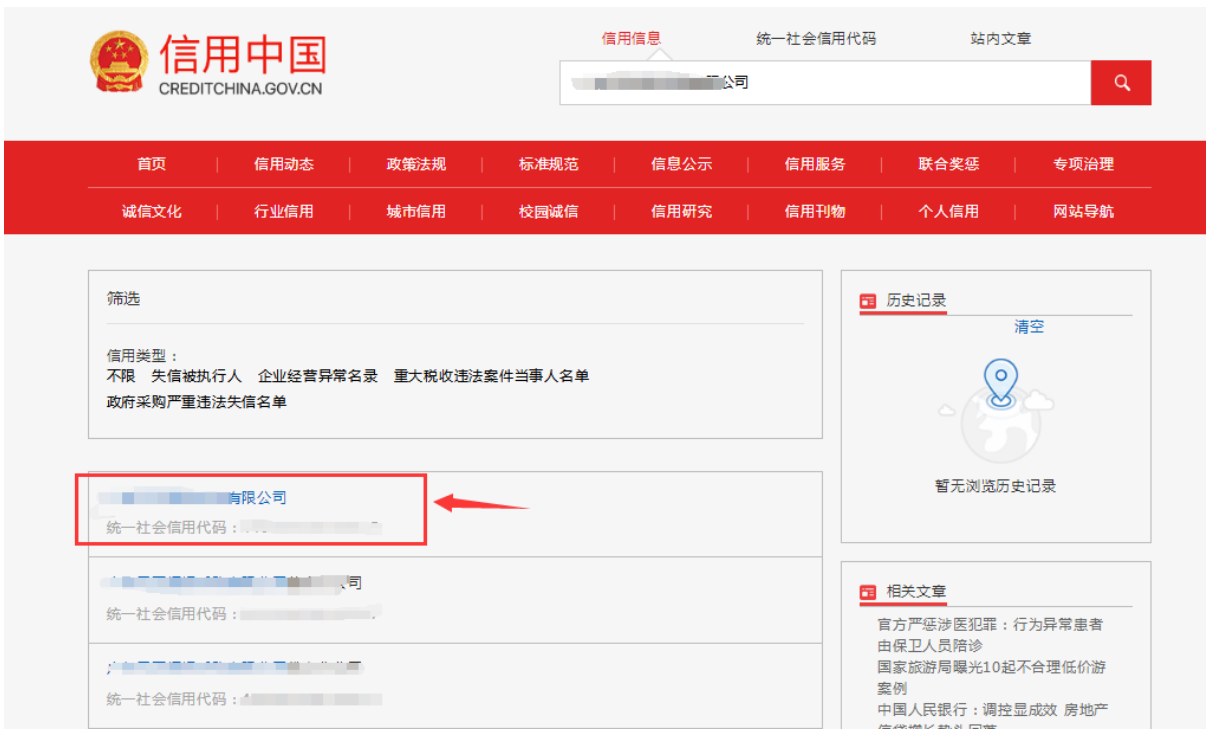 信用中国
CREDITCHINA.GOV.CN
信用信息 统一社会信用代码 站内文章
限公司
首页 信用动态 政策法规 标准规范 信息公示 信用服务 联合奖惩 专项治理
诚信文化 行业信用 城市信用 校园诚信 信用研究 信用刊物 个人信用 网站导航
筛选
信用类型：
不限 失信被执行人 企业经营异常名录 重大税收违法案件当事人名单
政府采购严重违法失信名单
有限公司
统一社会信用代码：
司
统一社会信用代码：
统一社会信用代码：
历史记录
清空
暂无浏览历史记录
相关文章
官方严惩涉医犯罪：行为异常患者
由保卫人员陪诊
国家旅游局曝光10起不合理低价游
案例
中国人民银行：调控显成效 房地产